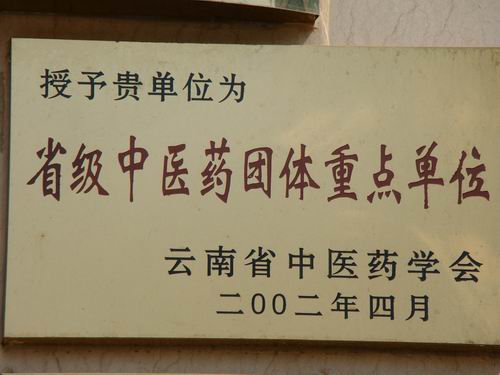 授予贵单位为
省级中医药团体重点单位
云南省中医药学会
二00二年四月